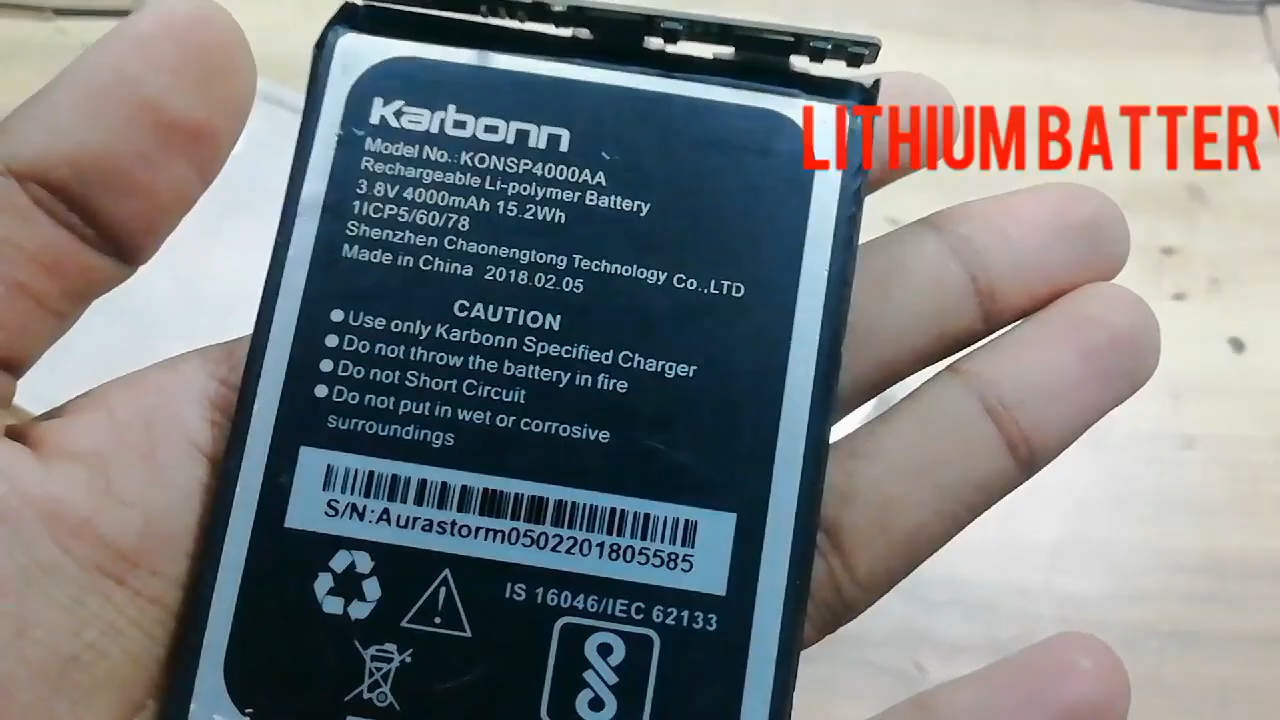 Karbonn
Model No.:KONSP4000AA
Rechargeable Li-polymer Battery
3.8V 4000mAh 15.2Wh
1ICP5/60/78
Shenzhen Chaonengtong Technology Co.,LTD
Made in China 2018.02.05
CAUTION
● Use only Karbonn Specified Charger
● Do not throw the battery in fire
● Do not Short Circuit
● Do not put in wet or corrosive
surroundings
S/N:Aurastorm0502201805585
IS 16046/IEC 62133
LITHIUM BATTERY